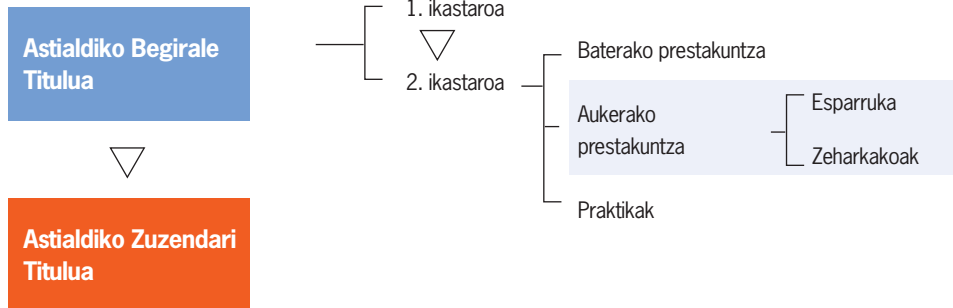 Astialdiko Begirale
Titulua
1. ikastaroa
2. ikastaroa
Baterako prestakuntza
Aukerako
prestakuntza
Esparruka
Zeharkakoak
Praktikak
Astialdiko Zuzendari
Titulua